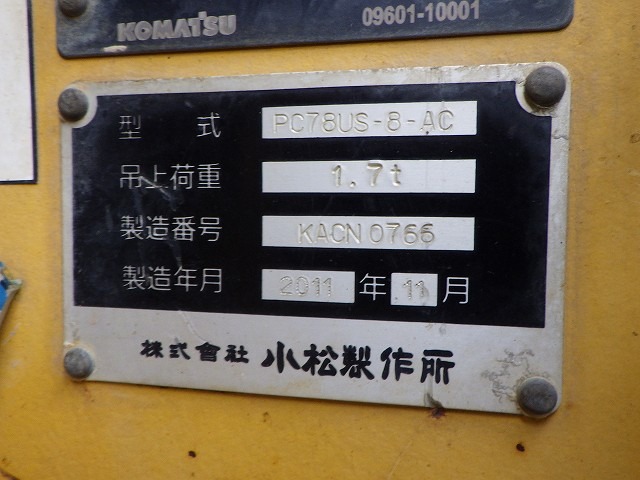 KOMATSU 09601-10001
型 式 PC78US-8-AC
吊上荷重 1.7t
製造番号 KACN0766
製造年月 2011 年 11 月
株式會社 小松製作所